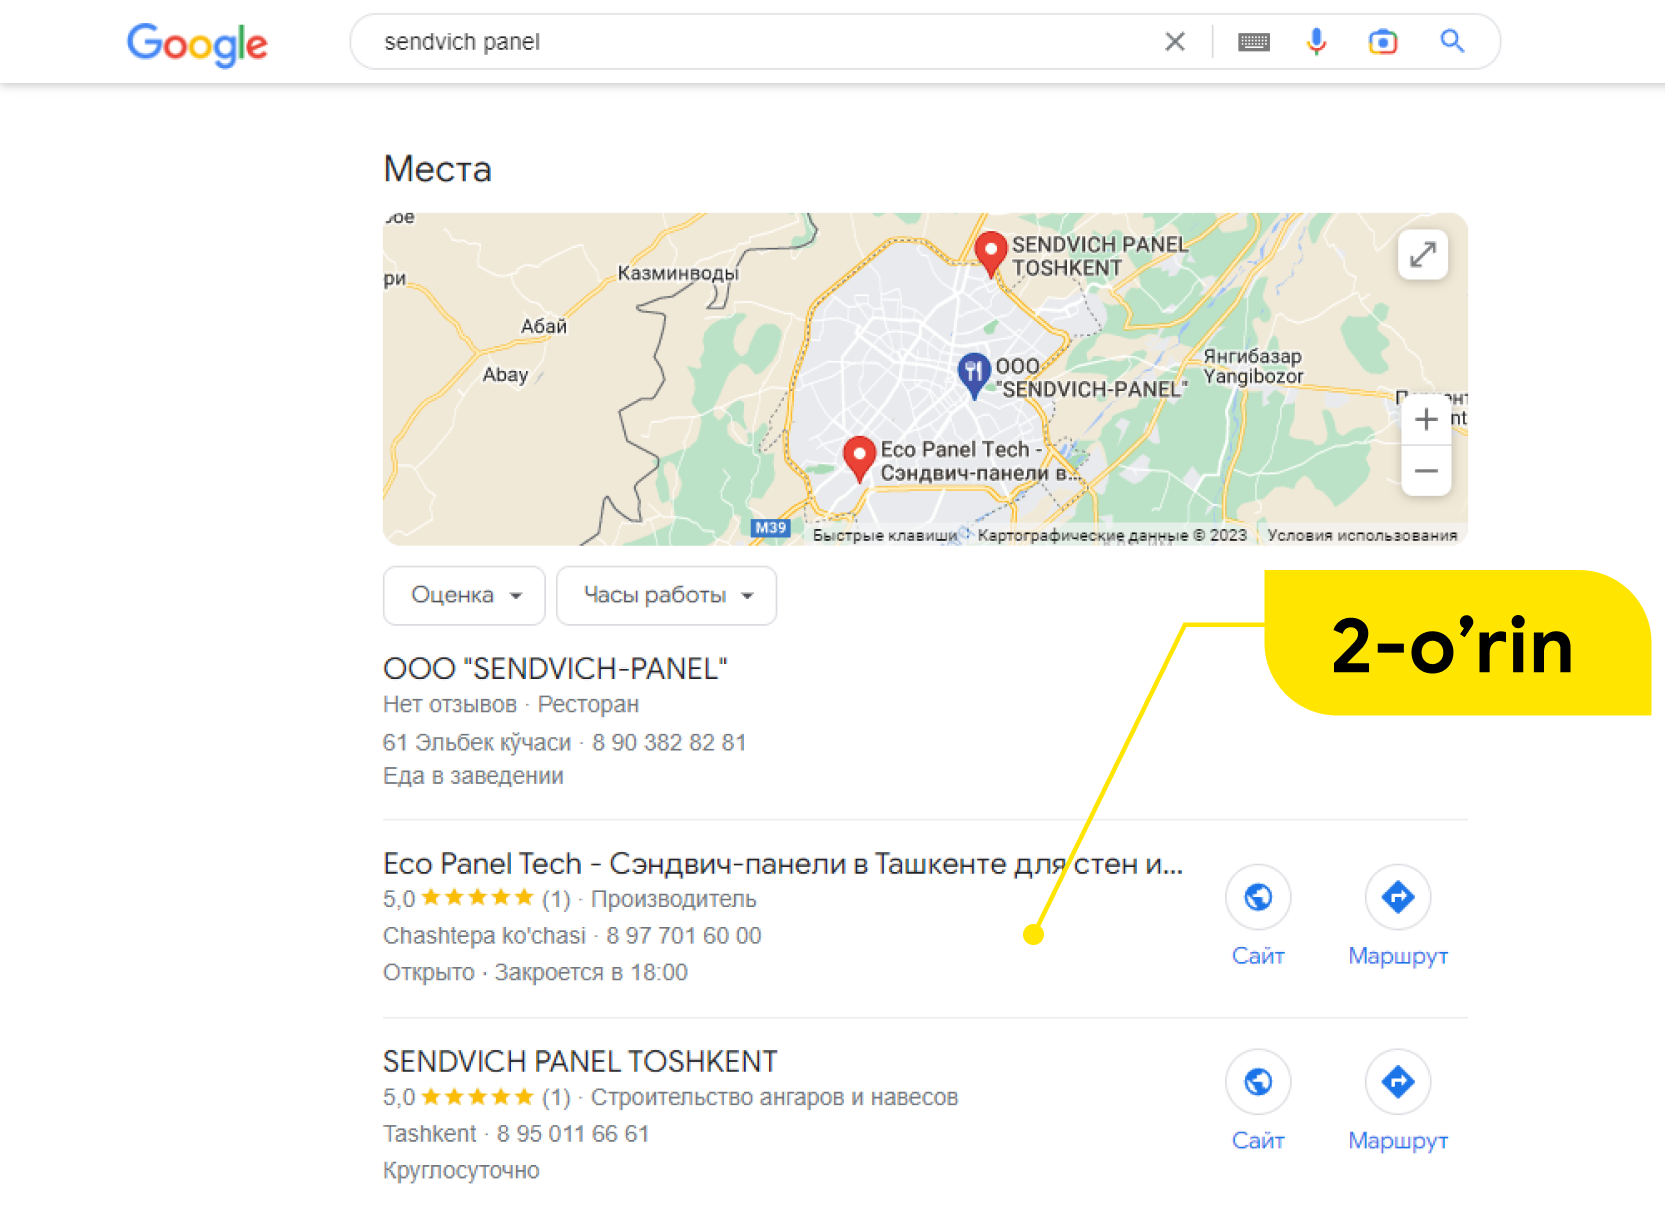 Google
sendvich panel
Места
ри
Казминводы
Абай
Abay
SENDVICH PANEL
TOSHKENT
ООО
"SENDVICH-PANEL"
Янгибазар
Yangibozor
Eco Panel Tech -
Сэндвич-панели в...
M39
Быстрые клавиши
Картографические данные © 2023
Условия использования
Оценка
Часы работы
2-o’rin
ООО "SENDVICH-PANEL"
Нет отзывов · Ресторан
61 Эльбек кўчаси · 8 90 382 82 81
Еда в заведении
Eco Panel Tech - Сэндвич-панели в Ташкенте для стен и...
5,0 ★★★★★ (1) · Производитель
Chashtepa ko'chasi · 8 97 701 60 00
Открыто · Закроется в 18:00
Сайт
Маршрут
SENDVICH PANEL TOSHKENT
5,0 ★★★★★ (1) · Строительство ангаров и навесов
Tashkent · 8 95 011 66 61
Круглосуточно
Сайт
Маршрут